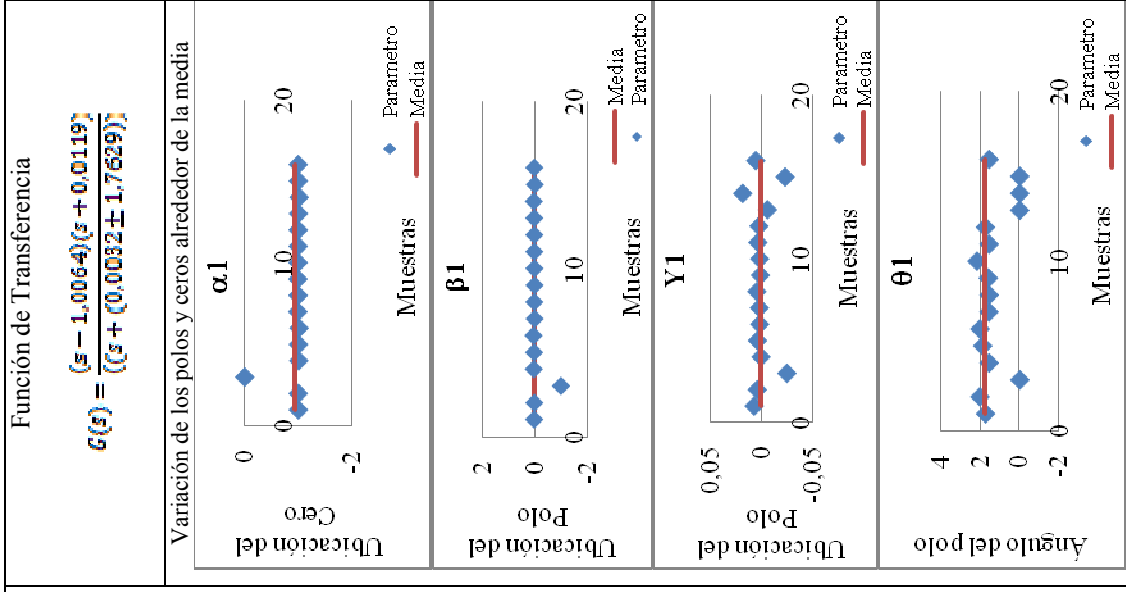 Función de Transferencia
G(s) = (s − 1,0064)(s + 0,0119)
((s + (0,0032 ± 1,7629))
Variación de los polos y ceros alrededor de la media
α1
Ubicación del
Cero
0
-2
0
10
20
Muestras
Parametro
Media
β1
Ubicación del
Polo
2
0
-2
0
10
20
Muestras
Media
Parametro
Y1
Ubicación del
Polo
0,05
0
-0,05
0
10
20
Muestras
Parametro
Media
θ1
Ángulo del polo
4
2
0
-2
0
10
20
Muestras
Parametro
Media